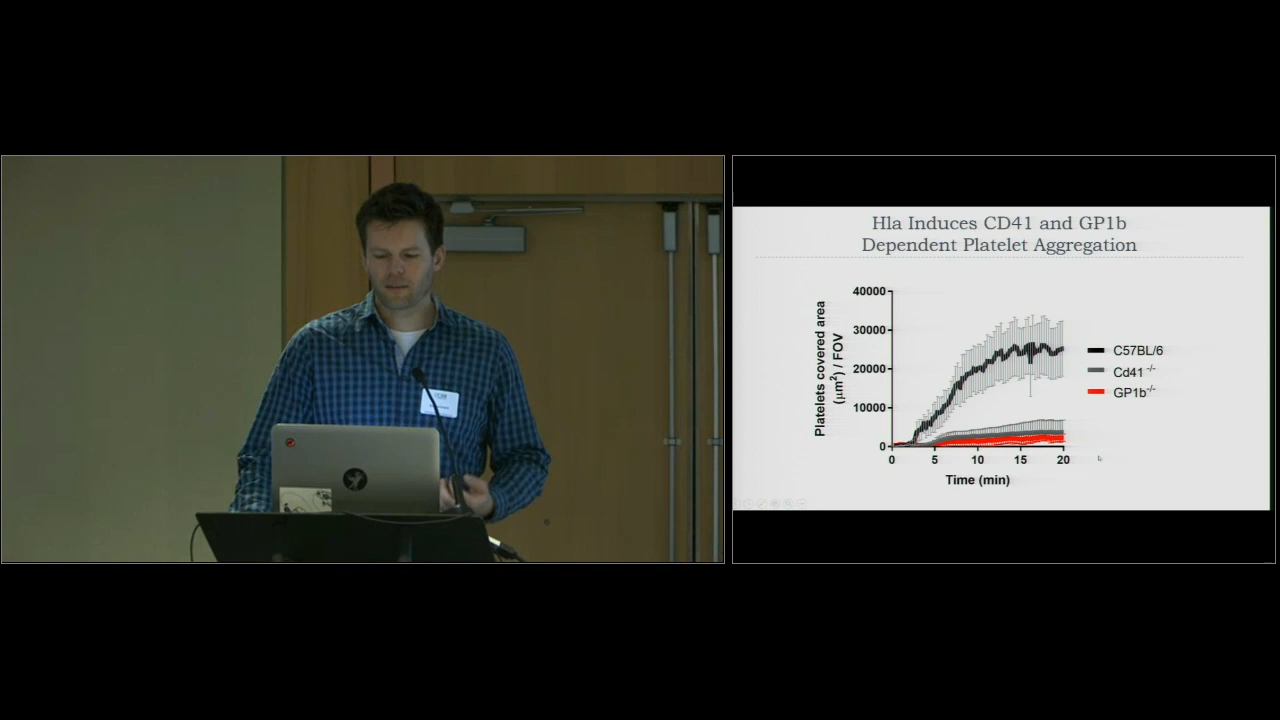 Hla Induces CD41 and GP1b
Dependent Platelet Aggregation
Platelets covered area
(μm²) / FOV
40000
30000
20000
10000
0
0 5 10 15 20
Time (min)
C57BL/6
Cd41 -/-
GP1b -/-